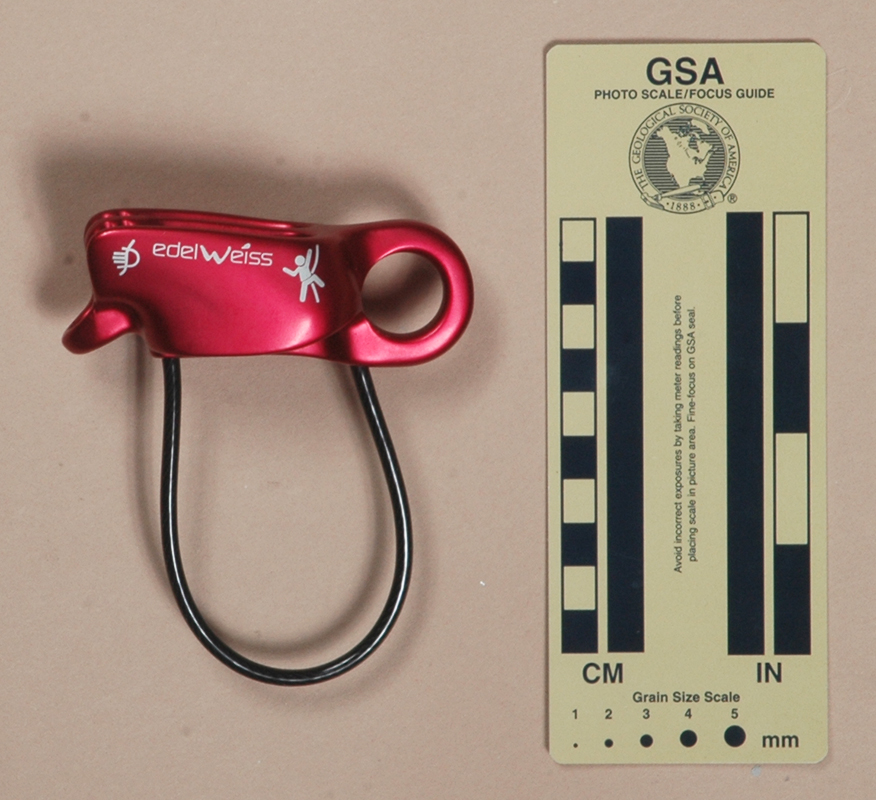 edelweiss
GSA
PHOTO SCALE/FOCUS GUIDE
THE GEOLOGICAL SOCIETY OF AMERICA
·1888·
®
Avoid incorrect exposures by taking meter readings before
placing scale in picture area. Fine-focus on GSA seal.
CM
IN
Grain Size Scale
1 2 3 4 5
mm